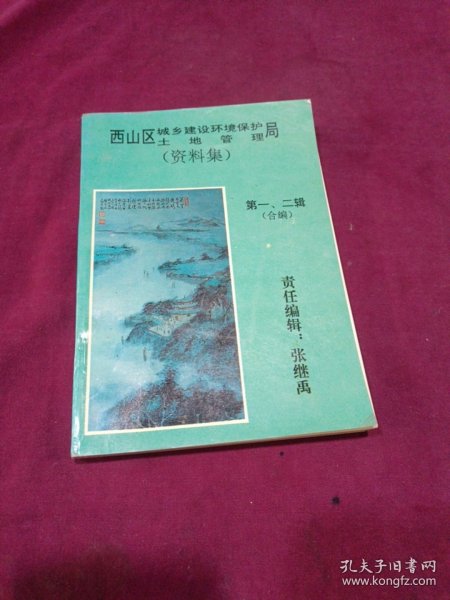 西山区城乡建设环境保护局
土地管理
（资料集）
第一、二辑
（合编）
责任编辑：张继禹
孔夫子旧书网
www.kongfz.com